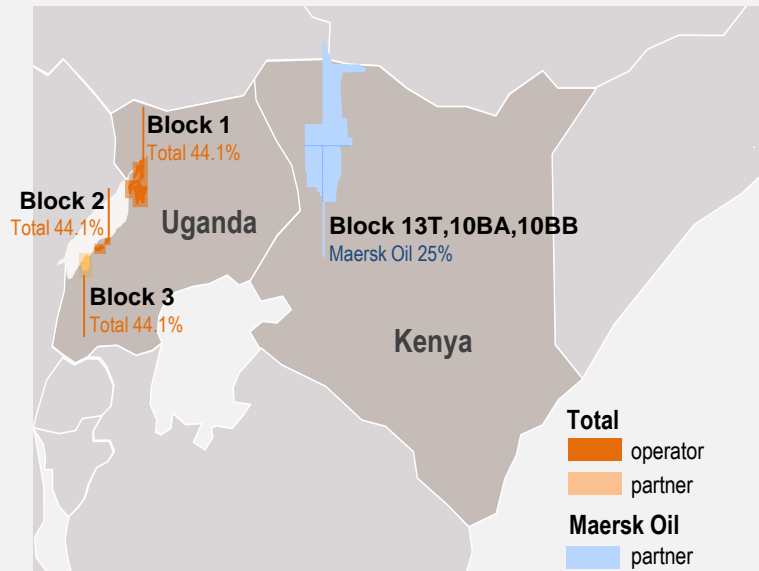 Block 1
Total 44.1%
Block 2
Total 44.1%
Uganda
Block 13T,10BA,10BB
Maersk Oil 25%
Block 3
Total 44.1%
Kenya
Total
operator
partner
Maersk Oil
partner